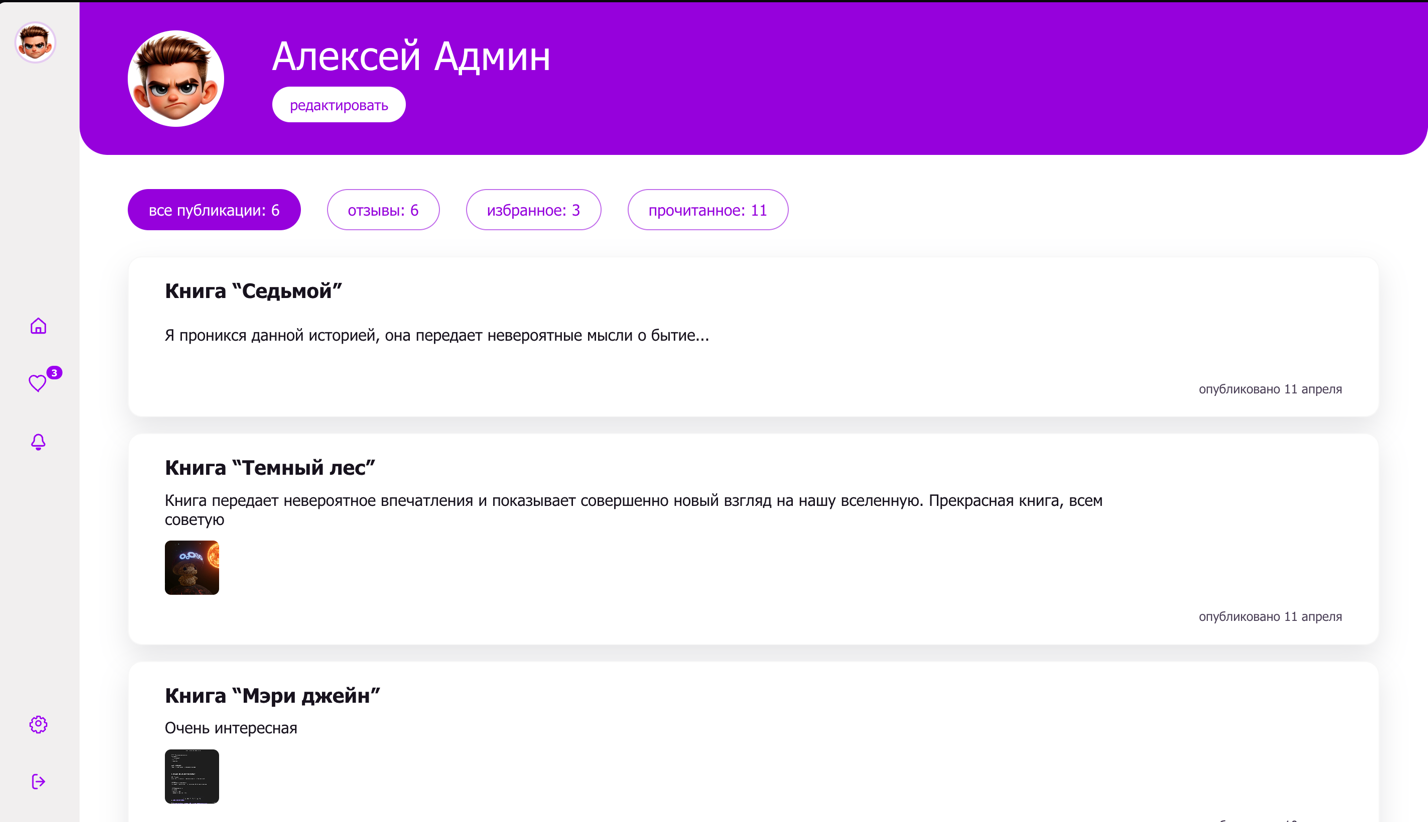 Алексей Админ
редактировать
все публикации: 6
отзывы: 6
избранное: 3
прочитанное: 11
Книга “Седьмой”
Я проникся данной историей, она передает невероятные мысли о бытие...
3
опубликовано 11 апреля
Книга “Темный лес”
Книга передает невероятное впечатления и показывает совершенно новый взгляд на нашу вселенную. Прекрасная книга, всем
советую
опубликовано 11 апреля
Книга “Мэри джейн”
Очень интересная